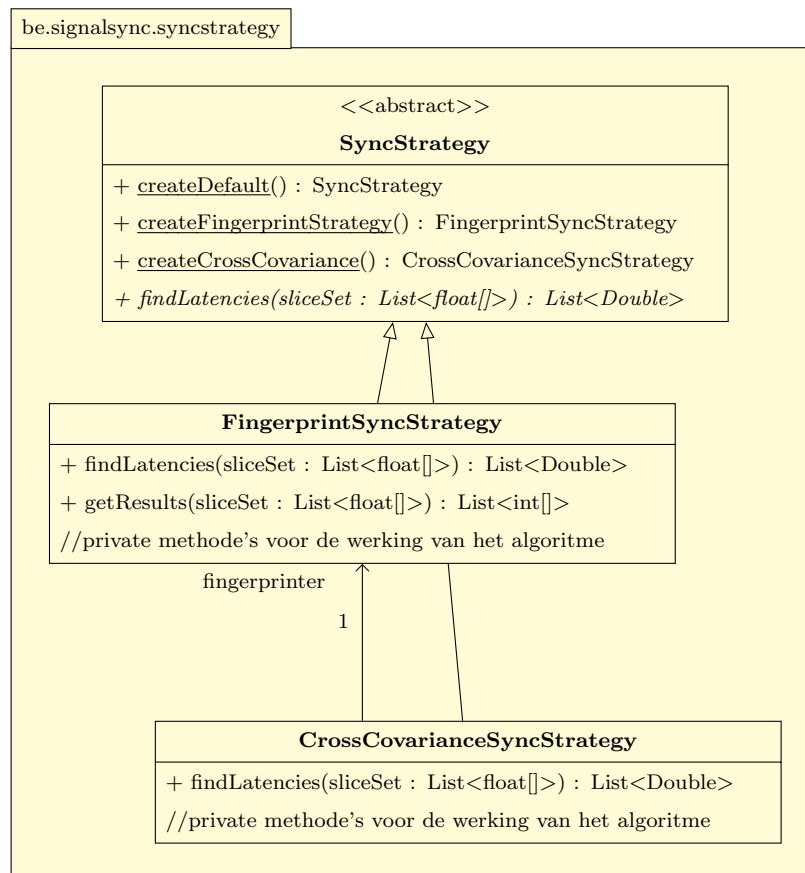 be.signalsync.syncstrategy
<<abstract>>
SyncStrategy
+ createDefault() : SyncStrategy
+ createFingerprintStrategy() : FingerprintSyncStrategy
+ createCrossCovariance() : CrossCovarianceSyncStrategy
+ findLatencies(sliceSet : List<float[]>) : List<Double>
FingerprintSyncStrategy
+ findLatencies(sliceSet : List<float[]>) : List<Double>
+ getResults(sliceSet : List<float[]>) : List<int[]>
//private methode's voor de werking van het algoritme
fingerprinter
1
CrossCovarianceSyncStrategy
+ findLatencies(sliceSet : List<float[]>) : List<Double>
//private methode's voor de werking van het algoritme